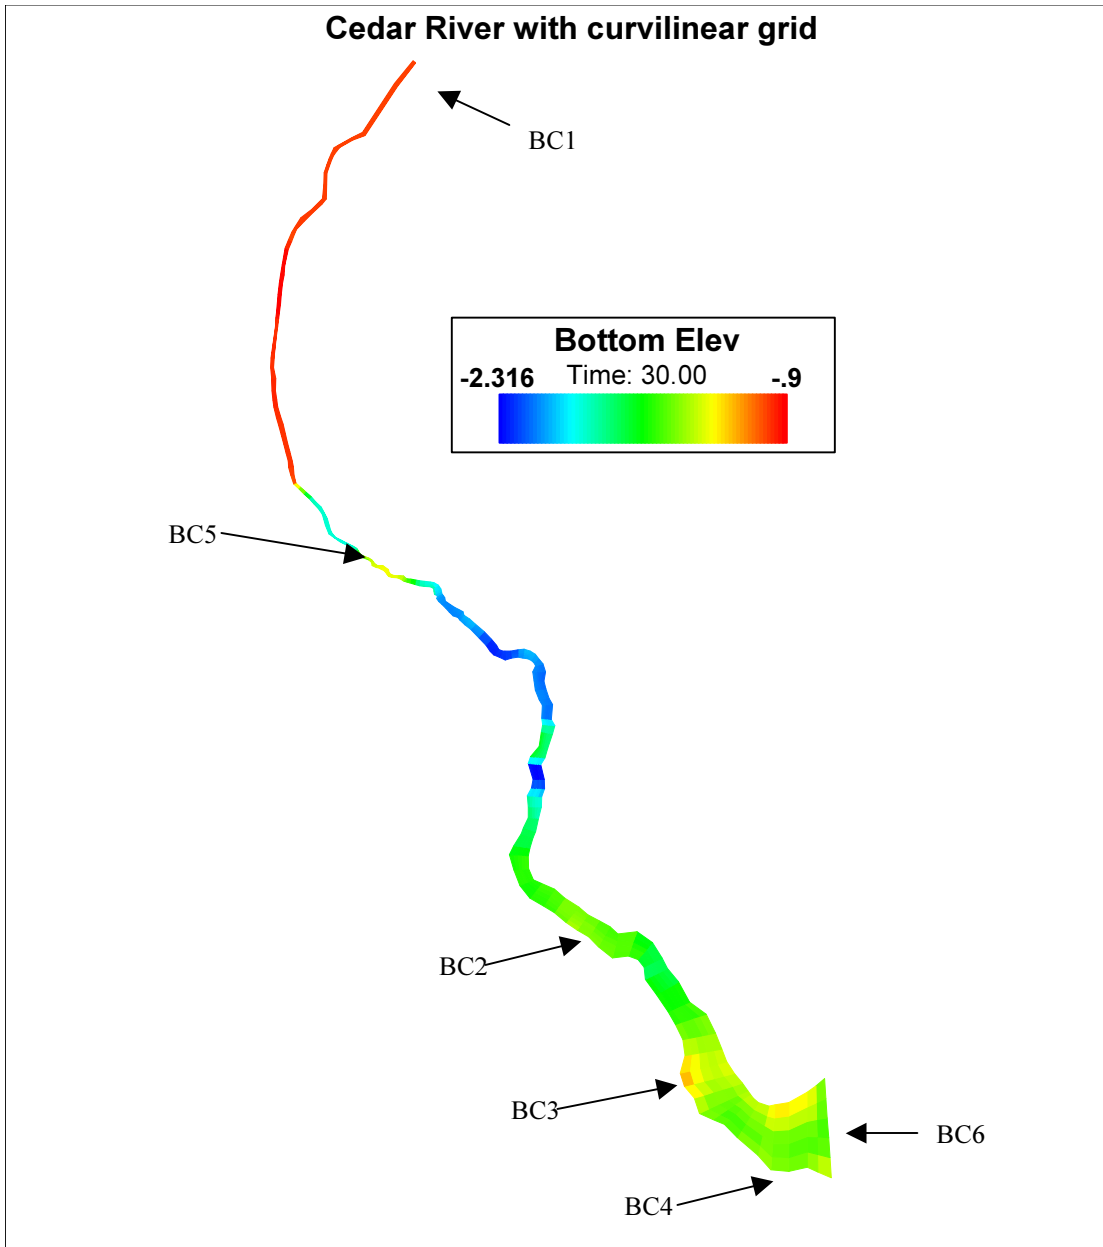 Cedar River with curvilinear grid
BC1
Bottom Elev
-2.316 Time: 30.00 -.9
BC5
BC2
BC3
BC6
BC4